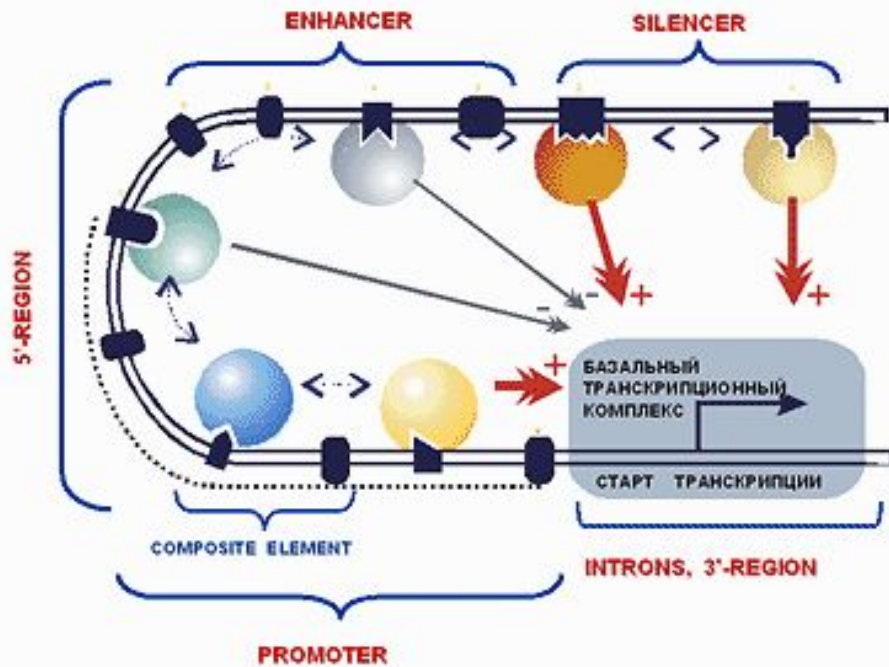 ENHANCER
SILENCER
5'-REGION
-
-
+
+
+
БАЗАЛЬНЫЙ
ТРАНСКРИПЦИОННЫЙ
КОМПЛЕКС
СТАРТ ТРАНСКРИПЦИИ
COMPOSITE ELEMENT
INTRONS, 3'-REGION
PROMOTER